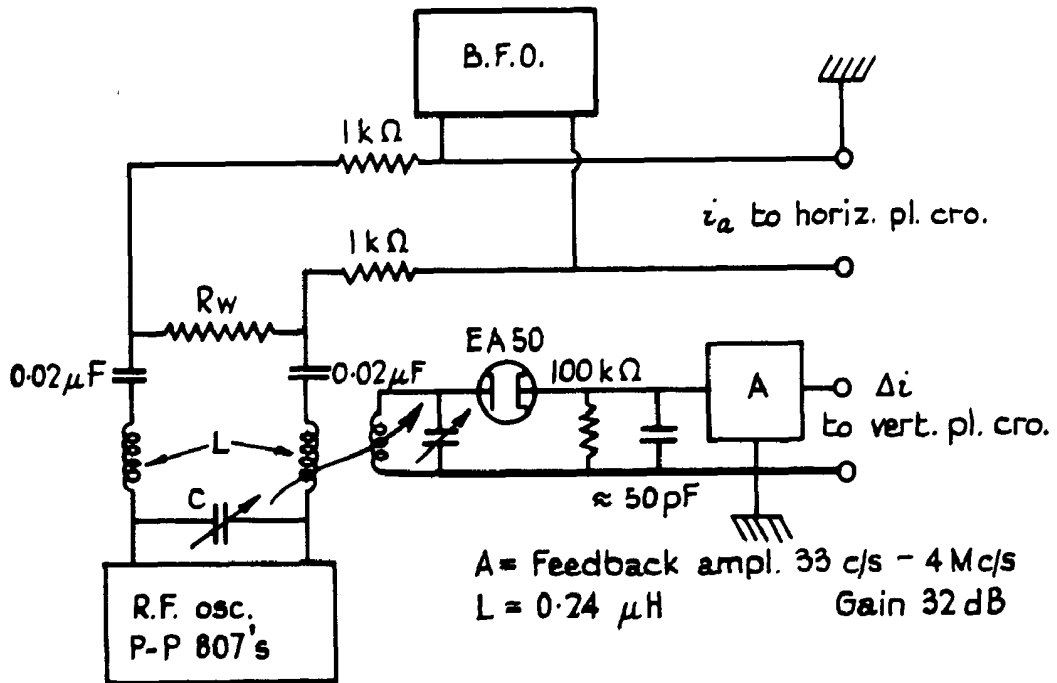 B.F.O.
1kΩ
i_a to horiz. pl. cro.
1kΩ
Rw
EA50
0·02μF
0·02μF
100kΩ
A
Δi
to vert. pl. cro.
L
C
≈ 50pF
A = Feedback ampl. 33 c/s – 4 Mc/s
L = 0·24 μH Gain 32 dB
R.F. osc.
P-P 807's